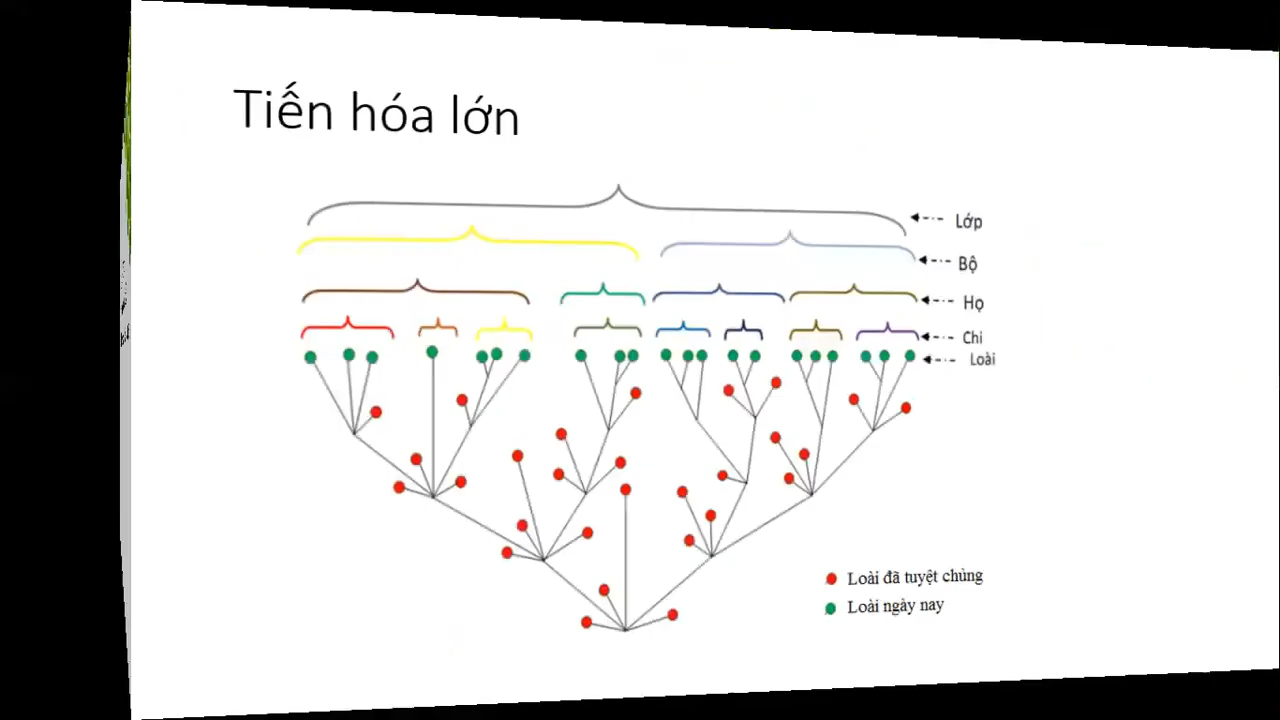 Tiến hóa lớn
Lớp
Bộ
Họ
Chi
Loài
Loài đã tuyệt chủng
Loài ngày nay